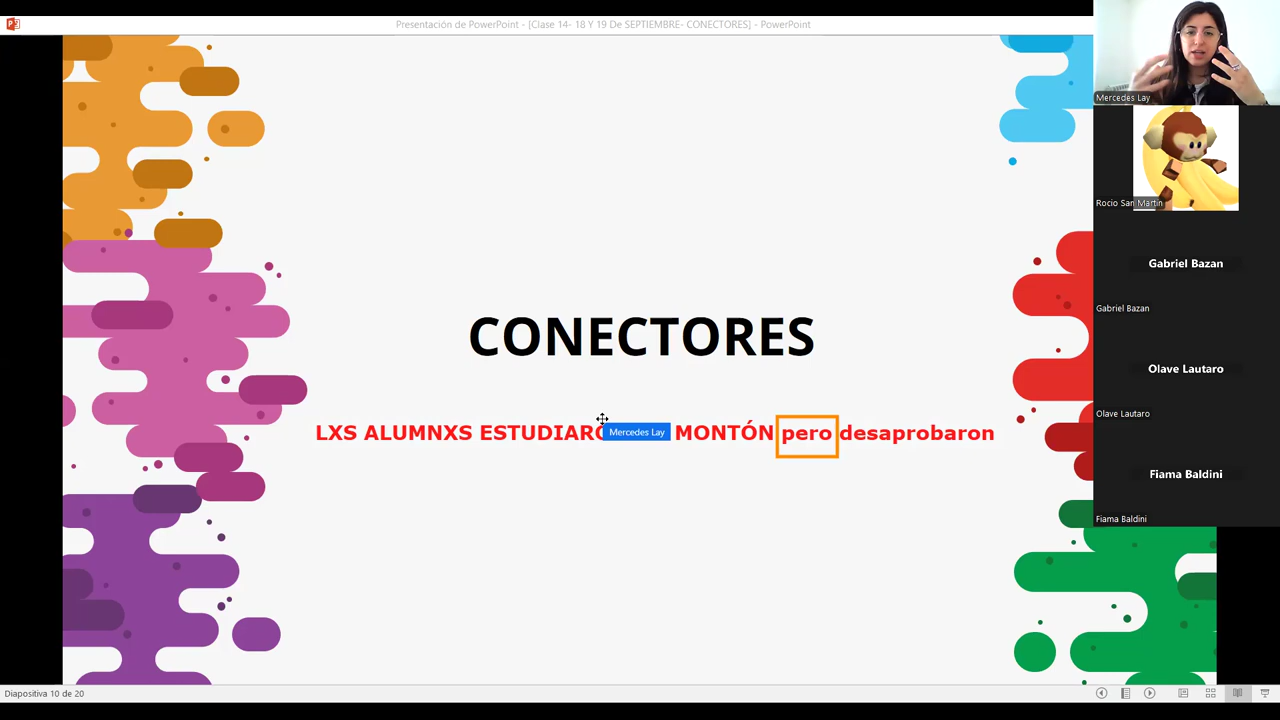 Presentación de PowerPoint - [Clase 14- 18 Y 19 De SEPTIEMBRE- CONECTORES] - PowerPoint
Mercedes Lay
Rocio San Martin
Gabriel Bazan
Gabriel Bazan
Olave Lautaro
Olave Lautaro
Fiama Baldini
Fiama Baldini
CONECTORES
LXS ALUMNXS MONTÓN pero desaprobaron
Mercedes Lay
Diapositiva 10 de 20